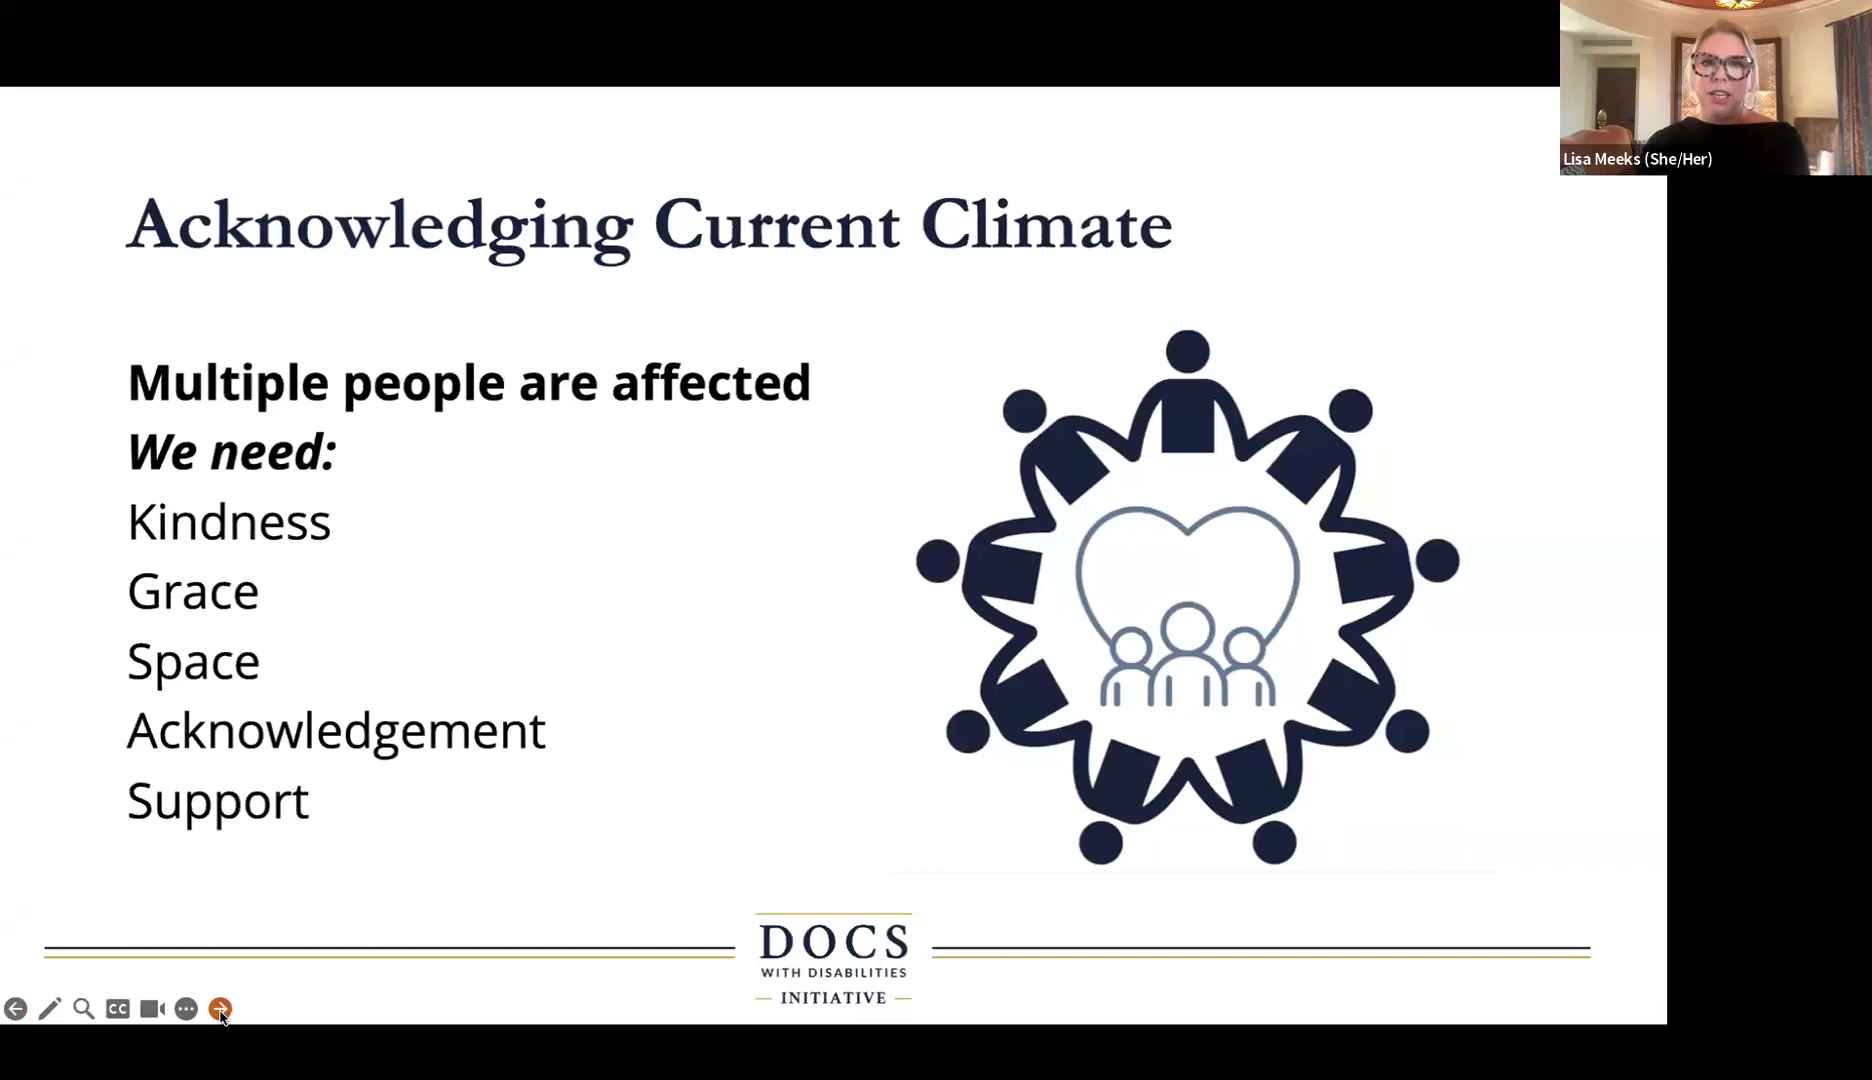 Lisa Meeks (She/Her)
Acknowledging Current Climate
Multiple people are affected
We need:
Kindness
Grace
Space
Acknowledgement
Support
DOCS
WITH DISABILITIES
INITIATIVE
CC